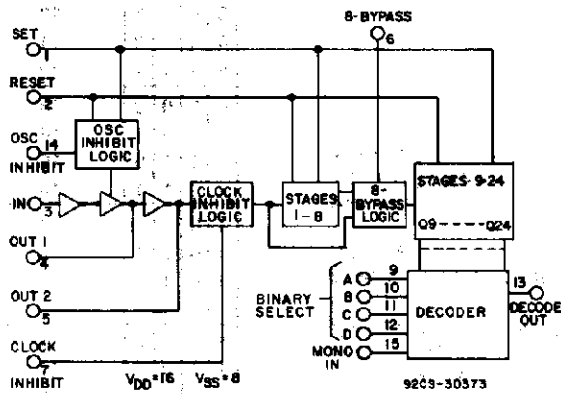 8-BYPASS
6
SET
1
RESET
2
OSC 14
INHIBIT
OSC
INHIBIT
LOGIC
IN 3
CLOCK
INHIBIT
LOGIC
STAGES
1-8
8-
BYPASS
LOGIC
STAGES-9-24
Q9----Q24
OUT 1
4
OUT 2
5
CLOCK
7
INHIBIT
VDD=16 VSS=8
BINARY
SELECT
A 9
B 10
C 11
D 12
MONO 15
IN
DECODER
13
DECODE
OUT
92CS-30373